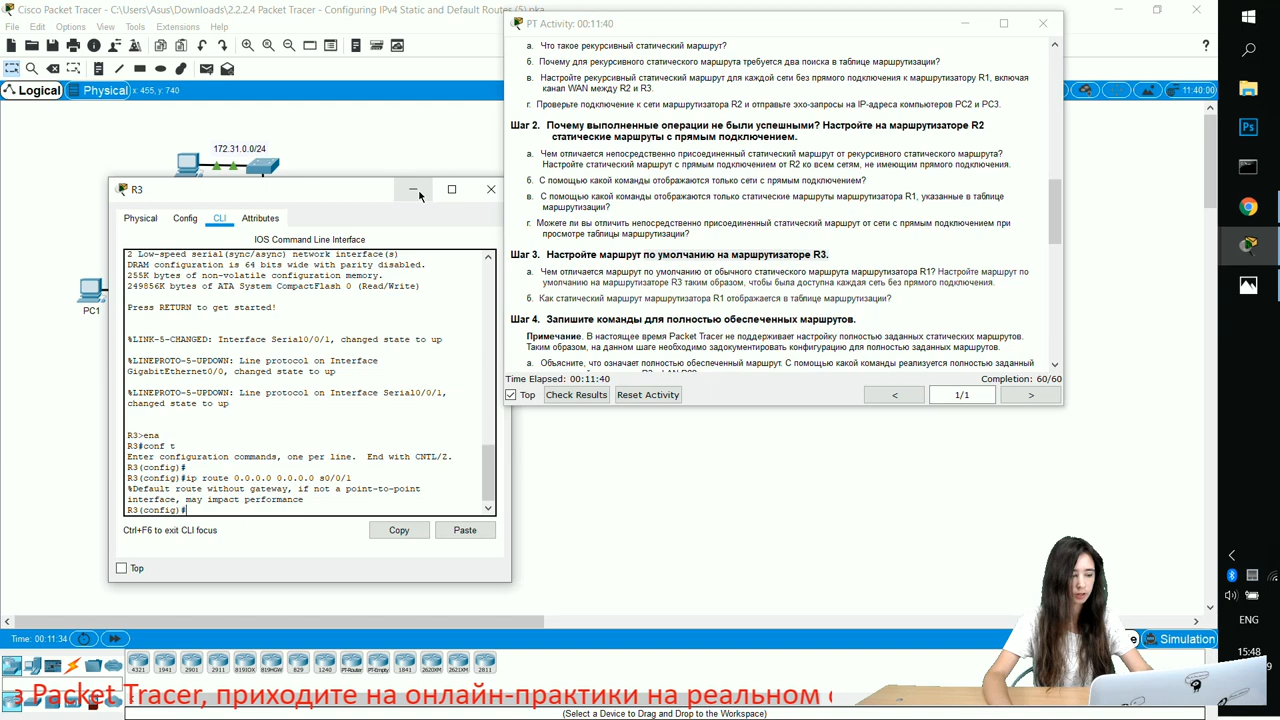 Cisco Packet Tracer - C:\Users\Asus\Downloads\2.2.2.4 Packet Tracer - Configuring IPv4 Static and Default Routes (5).pka
File Edit Options View Tools Extensions Help
Logical Physical x: 455, y: 740
11:40:00
172.31.0.0/24
PC1
R3
Physical Config CLI Attributes
IOS Command Line Interface
2 Low-speed serial(sync/async) network interface(s)
DRAM configuration is 64 bits wide with parity disabled.
255K bytes of non-volatile configuration memory.
249856K bytes of ATA System CompactFlash 0 (Read/Write)
Press RETURN to get started!
%LINK-5-CHANGED: Interface Serial0/0/1, changed state to up
%LINEPROTO-5-UPDOWN: Line protocol on Interface
GigabitEthernet0/0, changed state to up
%LINEPROTO-5-UPDOWN: Line protocol on Interface Serial0/0/1,
changed state to up
R3>ena
R3#conf t
Enter configuration commands, one per line. End with CNTL/Z.
R3(config)#
R3(config)#ip route 0.0.0.0 0.0.0.0 s0/0/1
%Default route without gateway, if not a point-to-point
interface, may impact performance
R3(config)#
Ctrl+F6 to exit CLI focus
Copy
Paste
Top
PT Activity: 00:11:40
а. Что такое рекурсивный статический маршрут?
б. Почему для рекурсивного статического маршрута требуется два поиска в таблице маршрутизации?
в. Настройте рекурсивный статический маршрут для каждой сети без прямого подключения к маршрутизатору R1, включая
канал WAN между R2 и R3.
г. Проверьте подключение к сети маршрутизатора R2 и отправьте эхо-запросы на IP-адреса компьютеров PC2 и PC3.
Шаг 2. Почему выполненные операции не были успешными? Настройте на маршрутизаторе R2
статические маршруты с прямым подключением.
а. Чем отличается непосредственно присоединенный статический маршрут от рекурсивного статического маршрута?
Настройте статический маршрут с прямым подключением от R2 ко всем сетям, не имеющим прямого подключения.
б. С помощью какой команды отображаются только сети с прямым подключением?
в. С помощью какой команды отображаются только статические маршруты маршрутизатора R1, указанные в таблице
маршрутизации?
г. Можете ли вы отличить непосредственно присоединенный статический маршрут от сети с прямым подключением при
просмотре таблицы маршрутизации?
Шаг 3. Настройте маршрут по умолчанию на маршрутизаторе R3.
а. Чем отличается маршрут по умолчанию от обычного статического маршрута маршрутизатора R1? Настройте маршрут по
умолчанию на маршрутизаторе R3 таким образом, чтобы была доступна каждая сеть без прямого подключения.
б. Как статический маршрут маршрутизатора R1 отображается в таблице маршрутизации?
Шаг 4. Запишите команды для полностью обеспеченных маршрутов.
Примечание. В настоящее время Packet Tracer не поддерживает настройку полностью заданных статических маршрутов.
Таким образом, на данном шаге необходимо задокументировать конфигурацию для полностью заданных маршрутов.
а. Объясните, что означает полностью обеспеченный маршрут. С помощью какой команды реализуется полностью заданный
Time Elapsed: 00:11:40
Completion: 60/60
Top Check Results Reset Activity < 1/1 >
Time: 00:11:34
Simulation
4321 1941 2901 2911 819IOX 819HGW 829 1240 PT-Router PT-Empty 1841 2620XM 2621XM 2811
з Packet Tracer, приходите на онлайн-практики на реальном
(Select a Device to Drag and Drop to the Workspace)
ENG
15:48